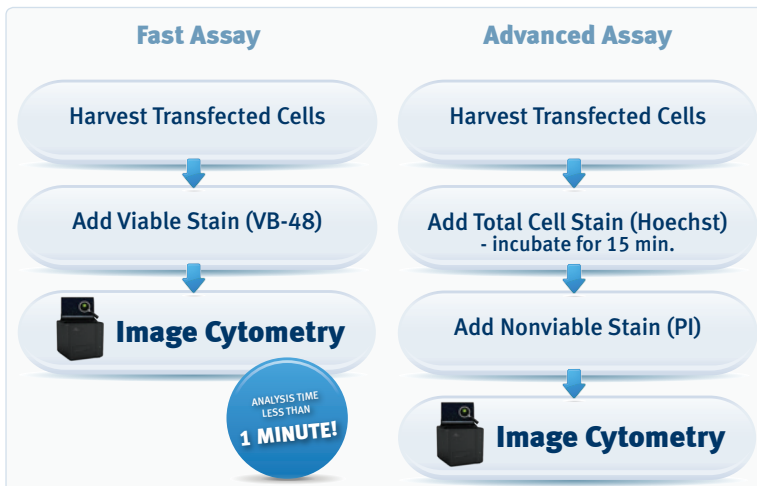 Fast Assay
Harvest Transfected Cells
Add Viable Stain (VB-48)
Image Cytometry
ANALYSIS TIME
LESS THAN
1 MINUTE!
Advanced Assay
Harvest Transfected Cells
Add Total Cell Stain (Hoechst)
- incubate for 15 min.
Add Nonviable Stain (PI)
Image Cytometry